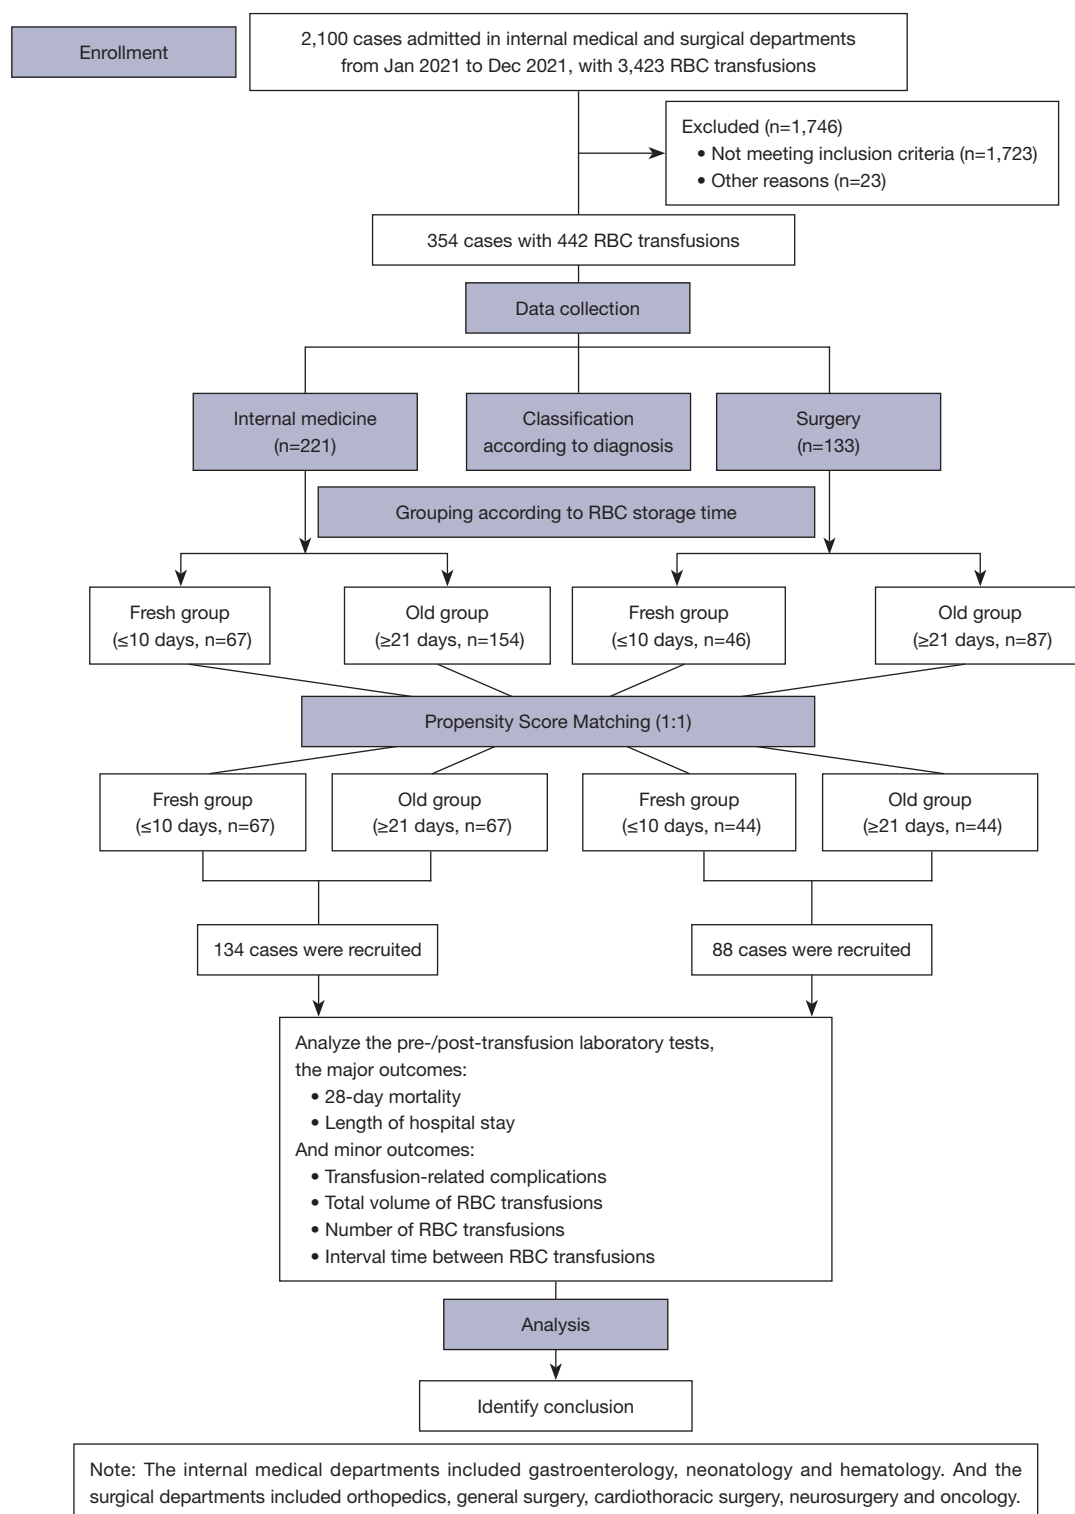 Enrollment
2,100 cases admitted in internal medical and surgical departments
from Jan 2021 to Dec 2021, with 3,423 RBC transfusions
Excluded (n=1,746)
• Not meeting inclusion criteria (n=1,723)
• Other reasons (n=23)
354 cases with 442 RBC transfusions
Data collection
Internal medicine
(n=221)
Classification
according to diagnosis
Surgery
(n=133)
Grouping according to RBC storage time
Fresh group
(≤10 days, n=67)
Old group
(≥21 days, n=154)
Fresh group
(≤10 days, n=46)
Old group
(≥21 days, n=87)
Propensity Score Matching (1:1)
Fresh group
(≤10 days, n=67)
Old group
(≥21 days, n=67)
Fresh group
(≤10 days, n=44)
Old group
(≥21 days, n=44)
134 cases were recruited
88 cases were recruited
Analyze the pre-/post-transfusion laboratory tests,
the major outcomes:
• 28-day mortality
• Length of hospital stay
And minor outcomes:
• Transfusion-related complications
• Total volume of RBC transfusions
• Number of RBC transfusions
• Interval time between RBC transfusions
Analysis
Identify conclusion
Note: The internal medical departments included gastroenterology, neonatology and hematology. And the
surgical departments included orthopedics, general surgery, cardiothoracic surgery, neurosurgery and oncology.